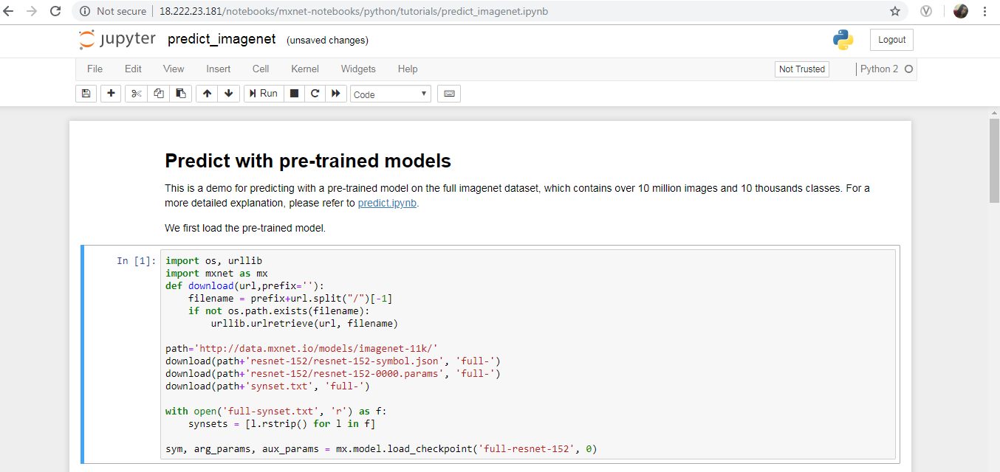 Not secure | 18.222.23.181/notebooks/mxnet-notebooks/python/tutorials/predict_imagenet.ipynb
jupyter predict_imagenet (unsaved changes) Logout
File Edit View Insert Cell Kernel Widgets Help Not Trusted Python 2
Run Code
Predict with pre-trained models
This is a demo for predicting with a pre-trained model on the full imagenet dataset, which contains over 10 million images and 10 thousands classes. For a
more detailed explanation, please refer to predict.ipynb.
We first load the pre-trained model.
In [1]: import os, urllib
import mxnet as mx
def download(url,prefix=''):
    filename = prefix+url.split("/")[-1]
    if not os.path.exists(filename):
        urllib.urlretrieve(url, filename)
path='http://data.mxnet.io/models/imagenet-11k/'
download(path+'resnet-152/resnet-152-symbol.json', 'full-')
download(path+'resnet-152/resnet-152-0000.params', 'full-')
download(path+'synset.txt', 'full-')
with open('full-synset.txt', 'r') as f:
    synsets = [l.rstrip() for l in f]
sym, arg_params, aux_params = mx.model.load_checkpoint('full-resnet-152', 0)